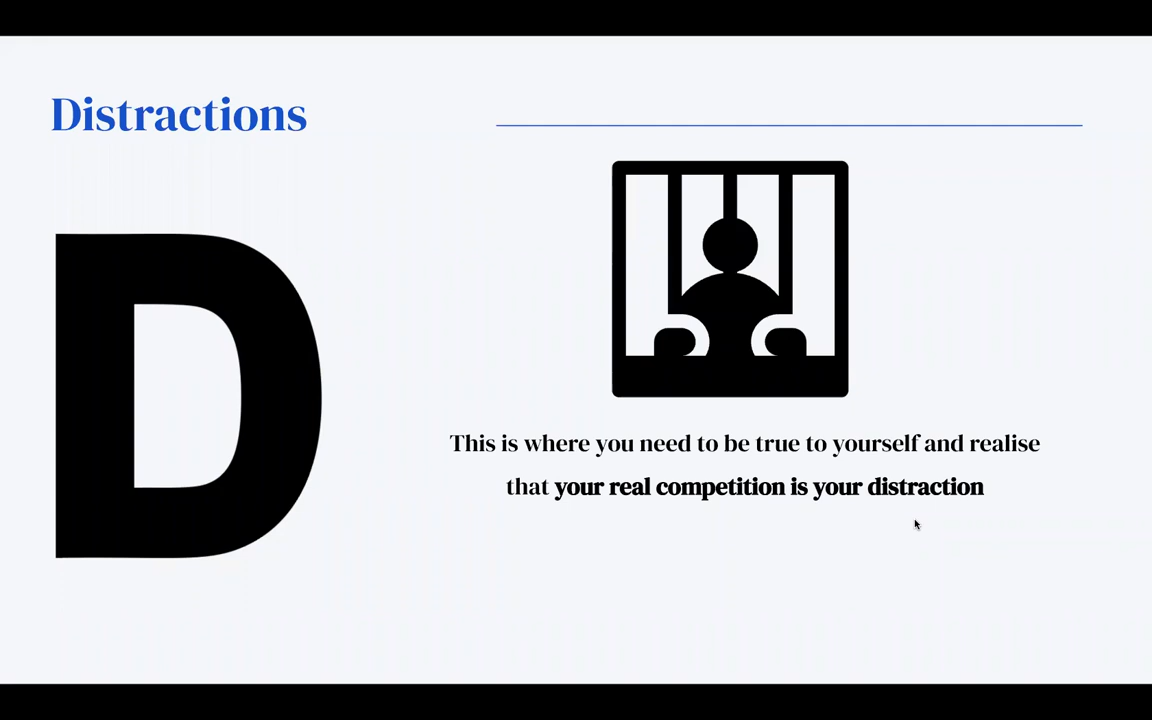 Distractions
D
This is where you need to be true to yourself and realise
that your real competition is your distraction